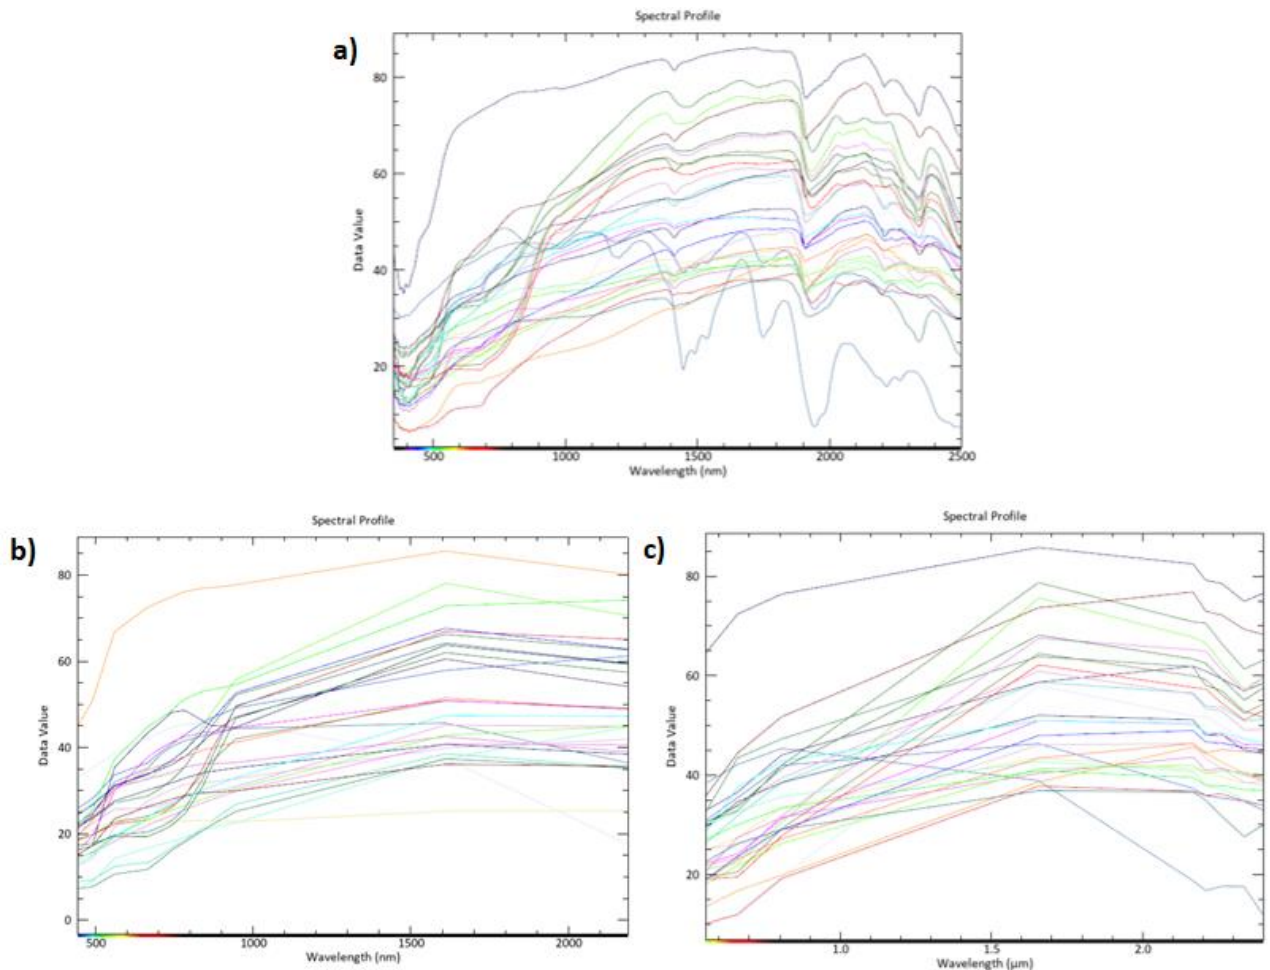 a)
Spectral Profile
Data Value
80
60
40
20
500 1000 1500 2000 2500
Wavelength (nm)
b)
Spectral Profile
Data Value
80
60
40
20
0
500 1000 1500 2000
Wavelength (nm)
c)
Spectral Profile
Data Value
80
60
40
20
1.0 1.5 2.0
Wavelength (µm)